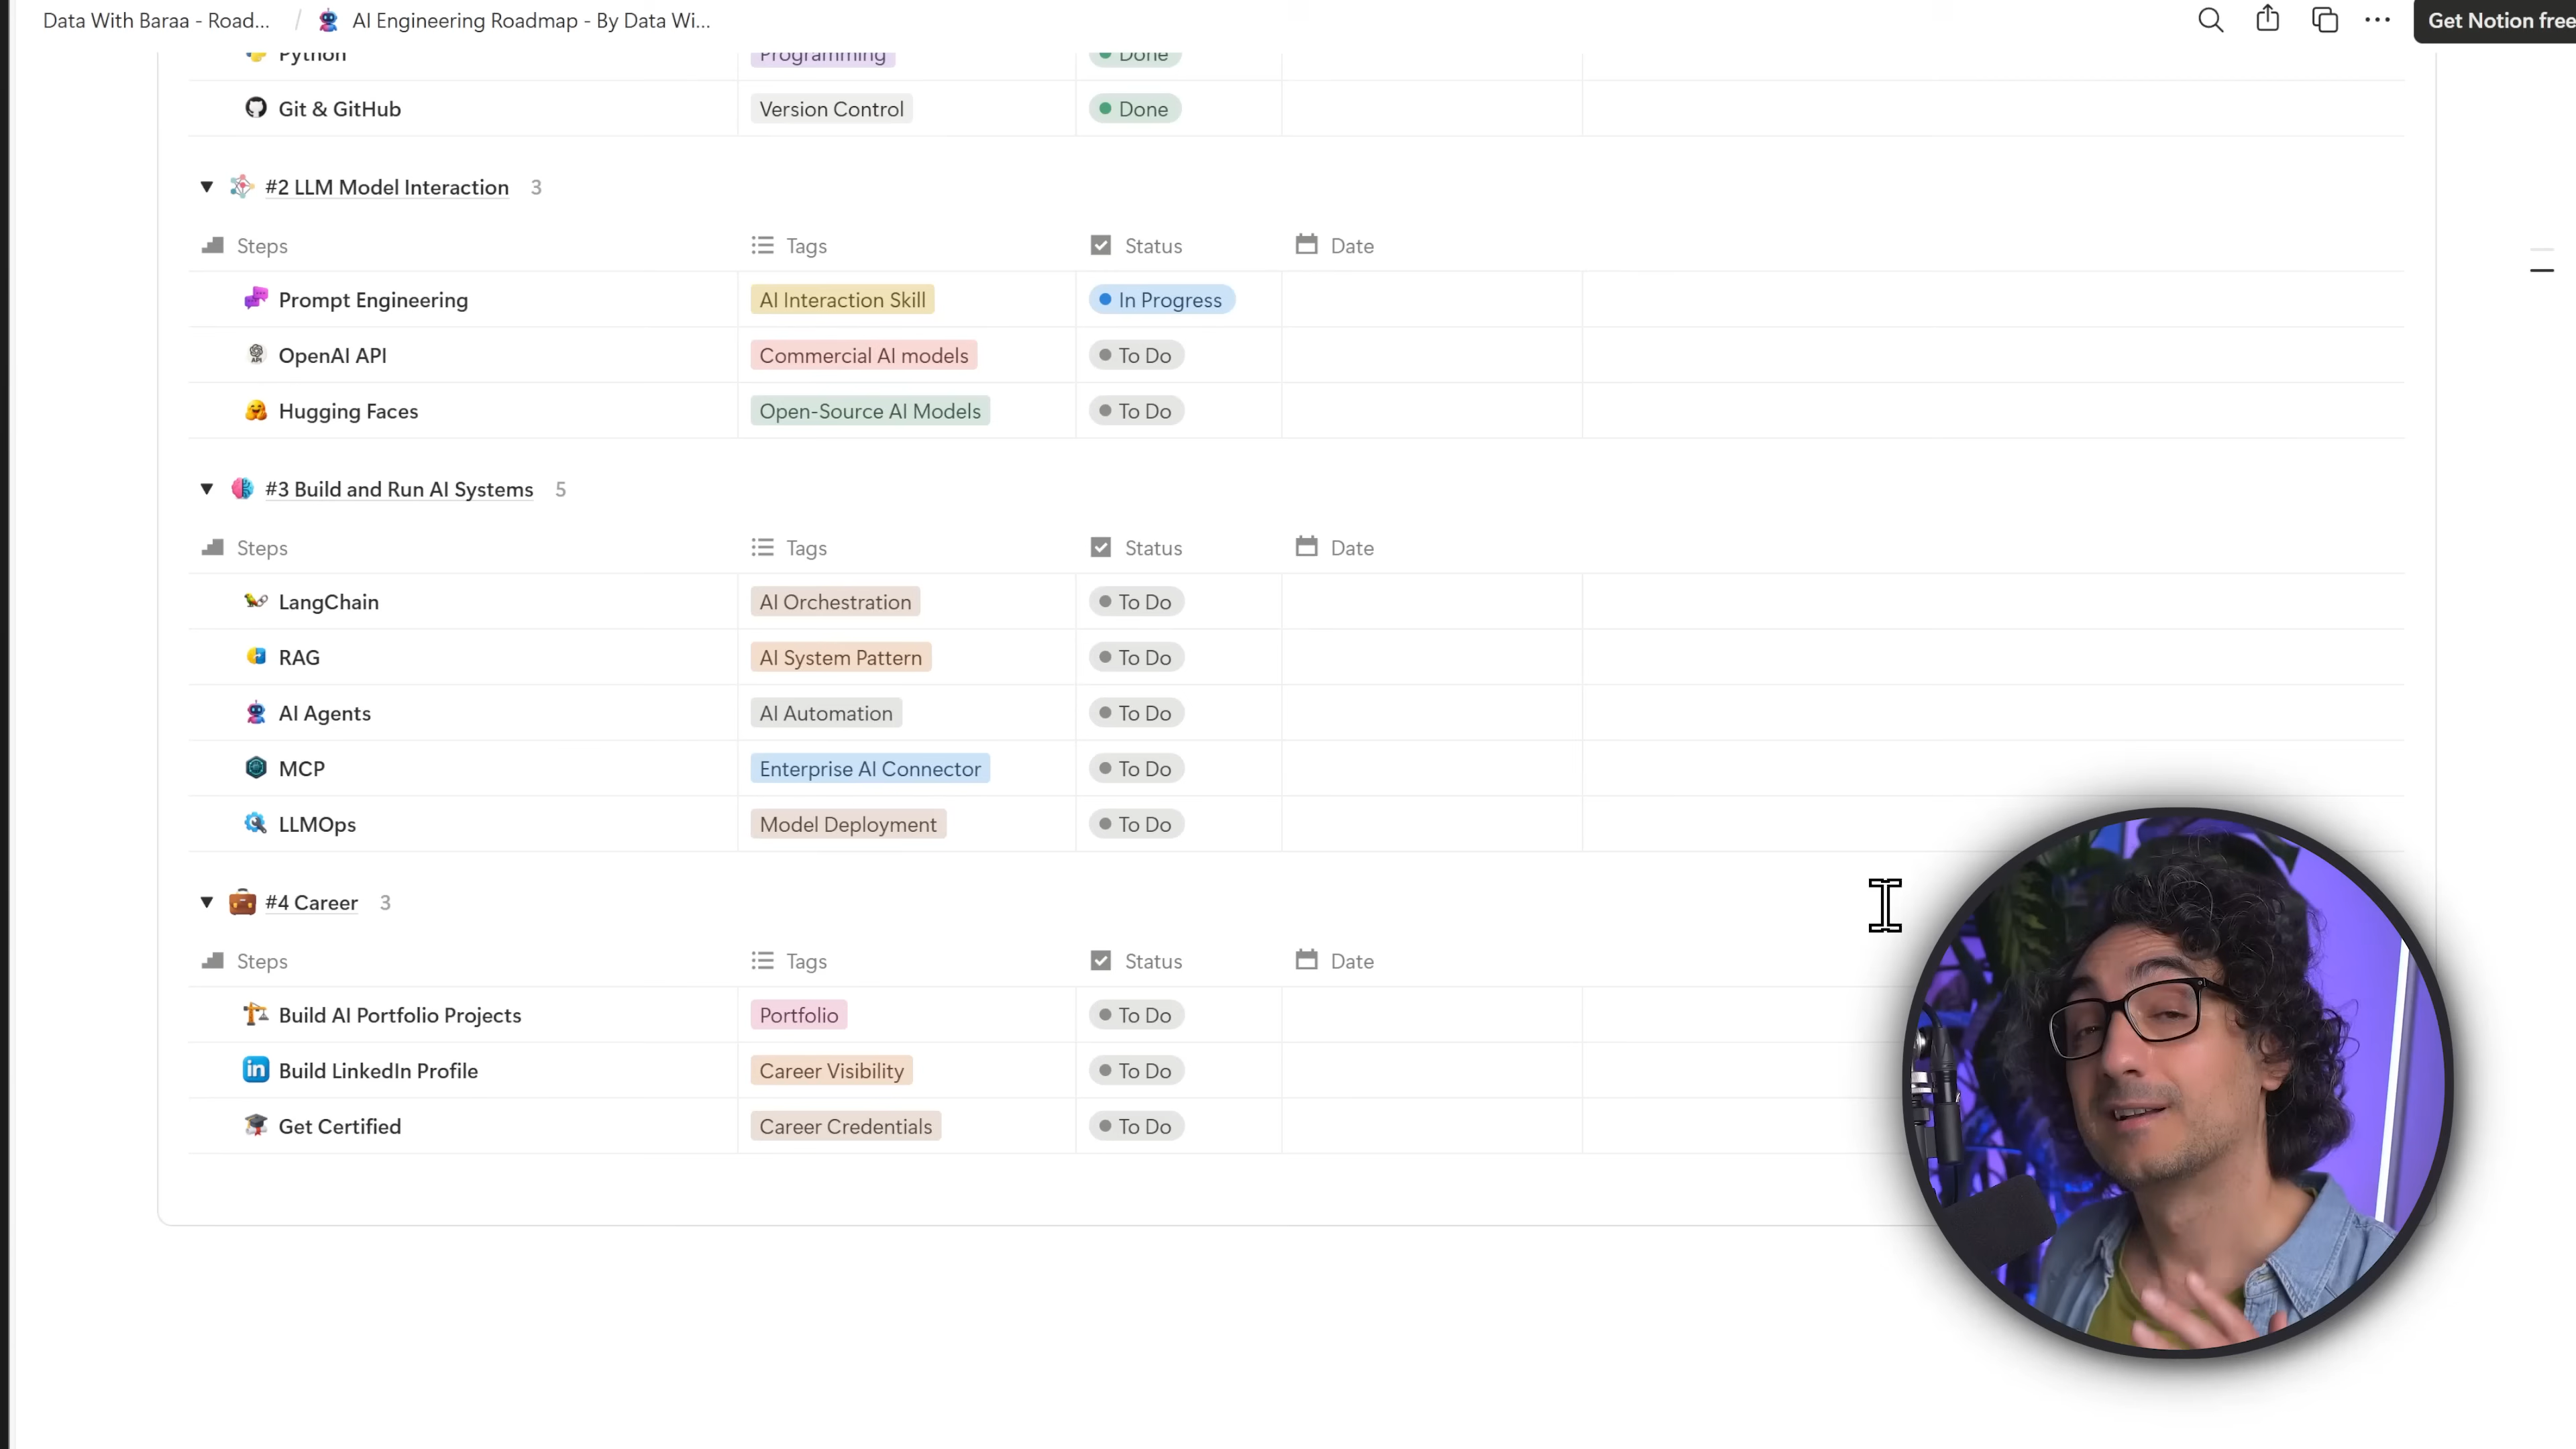 Data With Baraa - Road... / AI Engineering Roadmap - By Data Wi... Get Notion free
Python Programming Done
Git & GitHub Version Control Done
#2 LLM Model Interaction 3
Steps Tags Status Date
Prompt Engineering AI Interaction Skill In Progress
OpenAI API Commercial AI models To Do
Hugging Faces Open-Source AI Models To Do
#3 Build and Run AI Systems 5
Steps Tags Status Date
LangChain AI Orchestration To Do
RAG AI System Pattern To Do
AI Agents AI Automation To Do
MCP Enterprise AI Connector To Do
LLMOps Model Deployment To Do
#4 Career 3
Steps Tags Status Date
Build AI Portfolio Projects Portfolio To Do
Build LinkedIn Profile Career Visibility To Do
Get Certified Career Credentials To Do